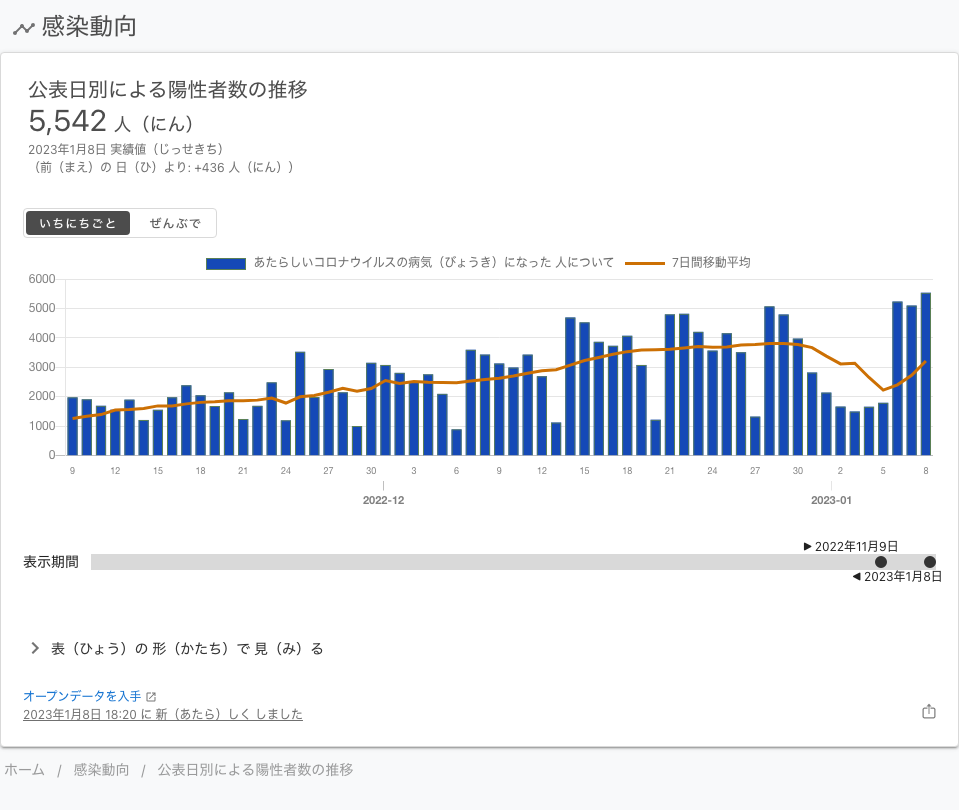 感染動向
公表日別による陽性者数の推移
5,542 人（にん）
2023年1月8日 実績値（じっせきち）
（前（まえ）の 日（ひ）より: +436 人（にん））
いちにちごと ぜんぶで
あたらしいコロナウイルスの病気（びょうき）になった 人について 7日間移動平均
6000
5000
4000
3000
2000
1000
0
9 12 15 18 21 24 27 30 3 6 9 12 15 18 21 24 27 30 2 5 8
2022-12 2023-01
▶ 2022年11月9日
表示期間
◀ 2023年1月8日
表（ひょう）の 形（かたち）で 見（み）る
オープンデータを入手
2023年1月8日 18:20 に 新（あたら）しく しました
ホーム / 感染動向 / 公表日別による陽性者数の推移